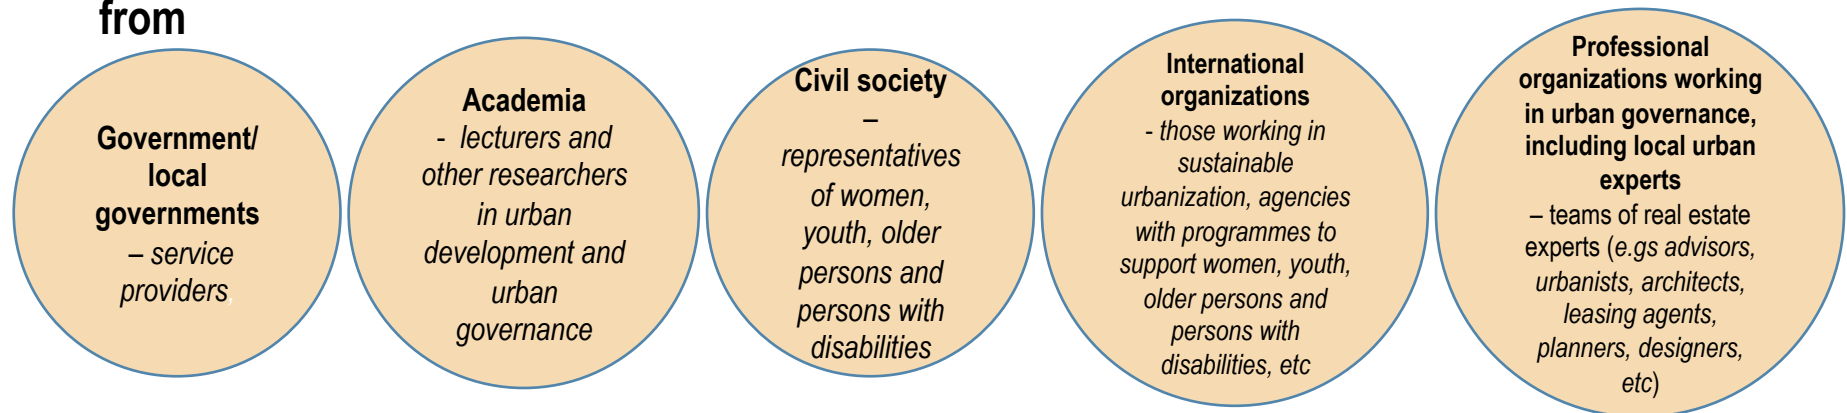 from
Government/
local
governments
– service
providers,
Academia
- lecturers and
other researchers
in urban
development and
urban
governance
Civil society
–
representatives
of women,
youth, older
persons and
persons with
disabilities
International
organizations
- those working in
sustainable
urbanization, agencies
with programmes to
support women, youth,
older persons and
persons with
disabilities, etc
Professional
organizations working
in urban governance,
including local urban
experts
– teams of real estate
experts (e.gs advisors,
urbanists, architects,
leasing agents,
planners, designers,
etc)